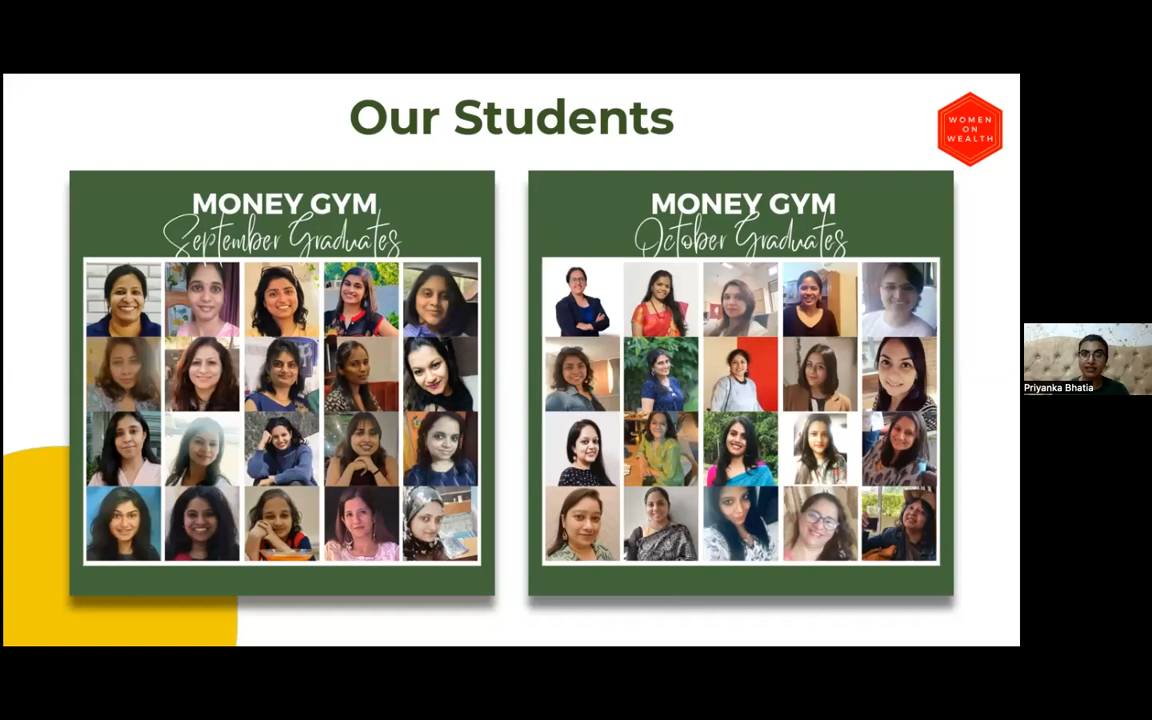 Our Students
WOMEN
ON
WEALTH
MONEY GYM
September Graduates
MONEY GYM
October Graduates
Priyanka Bhatia